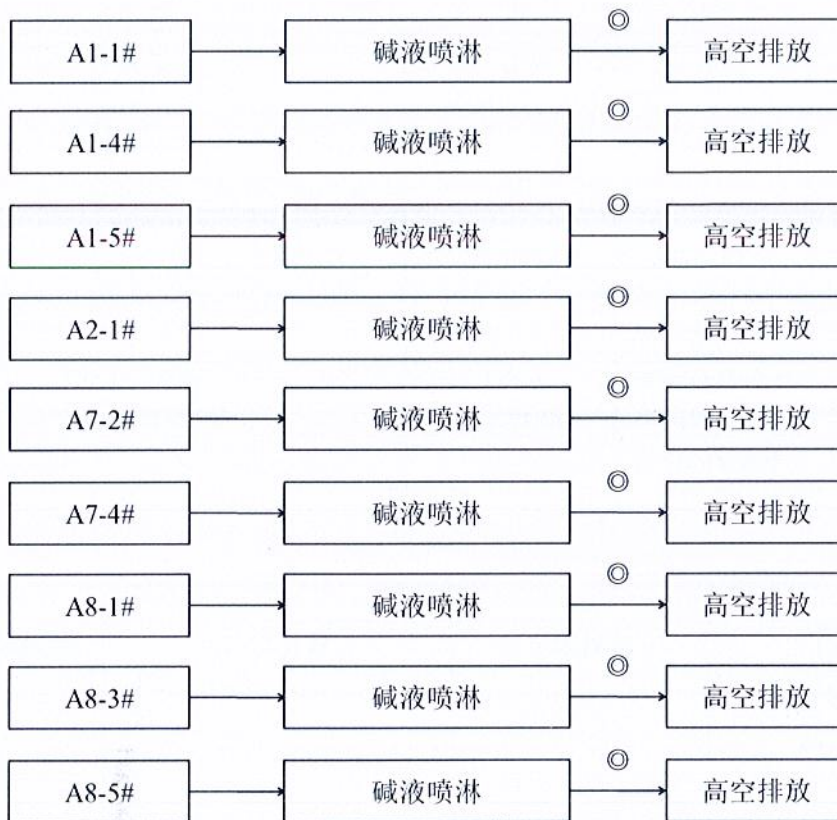 A1-1# 碱液喷淋 ◎ 高空排放
A1-4# 碱液喷淋 ◎ 高空排放
A1-5# 碱液喷淋 ◎ 高空排放
A2-1# 碱液喷淋 ◎ 高空排放
A7-2# 碱液喷淋 ◎ 高空排放
A7-4# 碱液喷淋 ◎ 高空排放
A8-1# 碱液喷淋 ◎ 高空排放
A8-3# 碱液喷淋 ◎ 高空排放
A8-5# 碱液喷淋 ◎ 高空排放